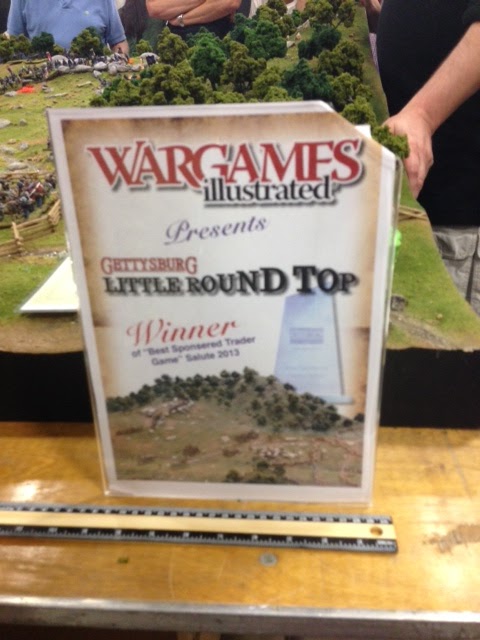 WARGAMES
illustrated
Presents
GETTYSBURG
LITTLE ROUND TOP
Winner
of "Best Sponsered Trader
Game" Salute 2013